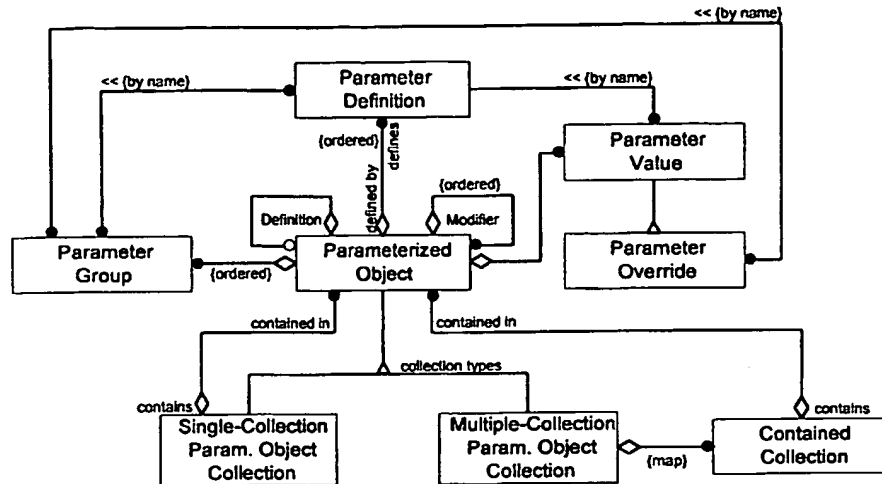 << {by name}
<< {by name}
Parameter
Definition
<< {by name}
{ordered}
defines
Parameter
Value
defined by
{ordered}
Definition
Modifier
Parameter
Group
{ordered}
Parameterized
Object
Parameter
Override
contained in
contained in
collection types
contains
contains
Single-Collection
Param. Object
Collection
Multiple-Collection
Param. Object
Collection
{map}
Contained
Collection